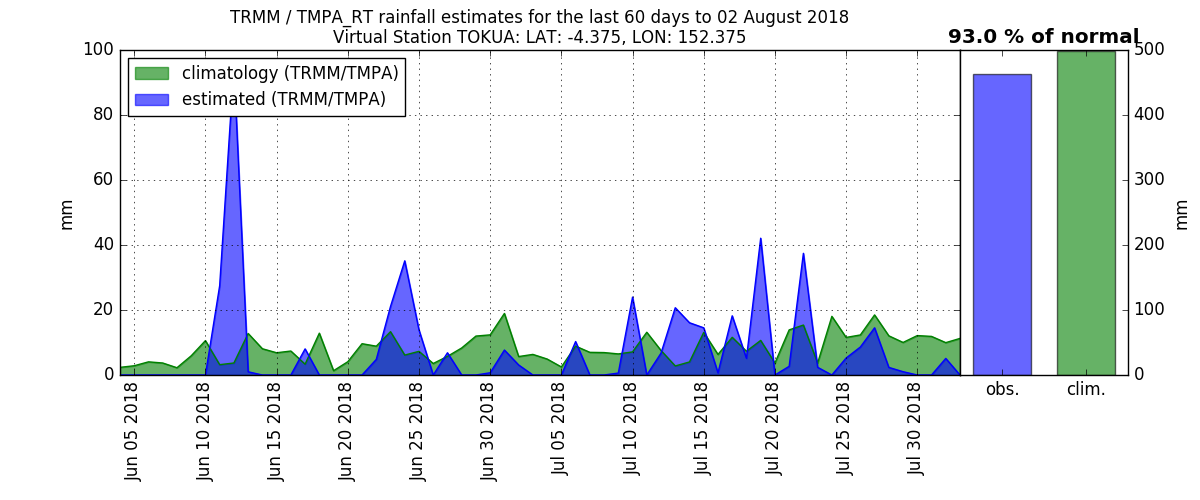 TRMM / TMPA_RT rainfall estimates for the last 60 days to 02 August 2018
Virtual Station TOKUA: LAT: -4.375, LON: 152.375
93.0 % of normal
climatology (TRMM/TMPA)
estimated (TRMM/TMPA)
100
80
60
40
20
0
mm
Jun 05 2018
Jun 10 2018
Jun 15 2018
Jun 20 2018
Jun 25 2018
Jun 30 2018
Jul 05 2018
Jul 10 2018
Jul 15 2018
Jul 20 2018
Jul 25 2018
Jul 30 2018
obs.
clim.
500
400
300
200
100
0
mm